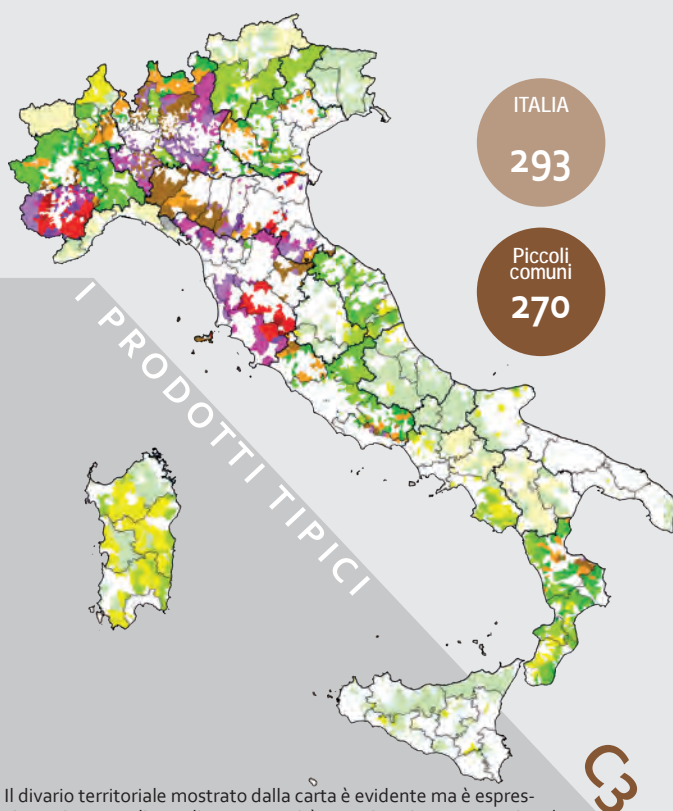 ITALIA
293
Piccoli
comuni
270
I PRODOTTI TIPICI
C3
Il divario territoriale mostrato dalla carta è evidente ma è espres-